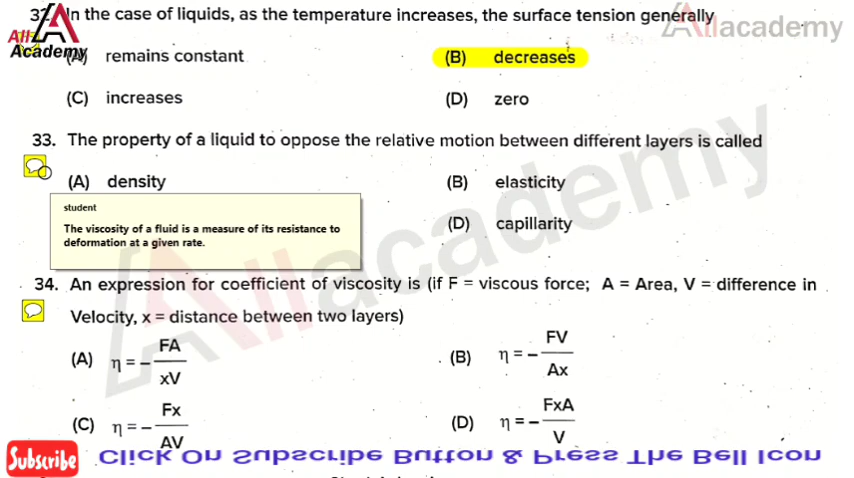 32. In the case of liquids, as the temperature increases, the surface tension generally
All Academy
Allacademy
(A) remains constant (B) decreases
(C) increases (D) zero
33. The property of a liquid to oppose the relative motion between different layers is called
(A) density (B) elasticity
student
The viscosity of a fluid is a measure of its resistance to
deformation at a given rate.
(D) capillarity
Allacademy
34. An expression for coefficient of viscosity is (if F = viscous force; A = Area, V = difference in
Velocity, x = distance between two layers)
(A) η = − FA / xV (B) η = − FV / Ax
(C) η = − Fx / AV (D) η = − FxA / V
Subscribe Click On Subscribe Button & Press The Bell Icon